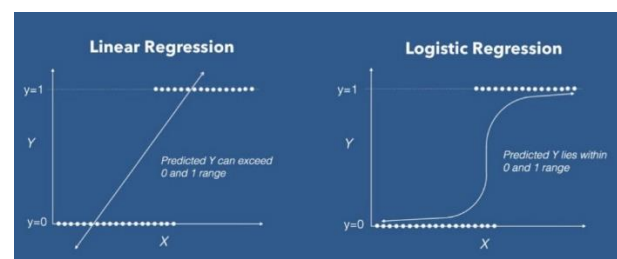 Linear Regression
y=1
Y
Predicted Y can exceed
0 and 1 range
y=0
X
Logistic Regression
y=1
Y
Predicted Y lies within
0 and 1 range
y=0
X